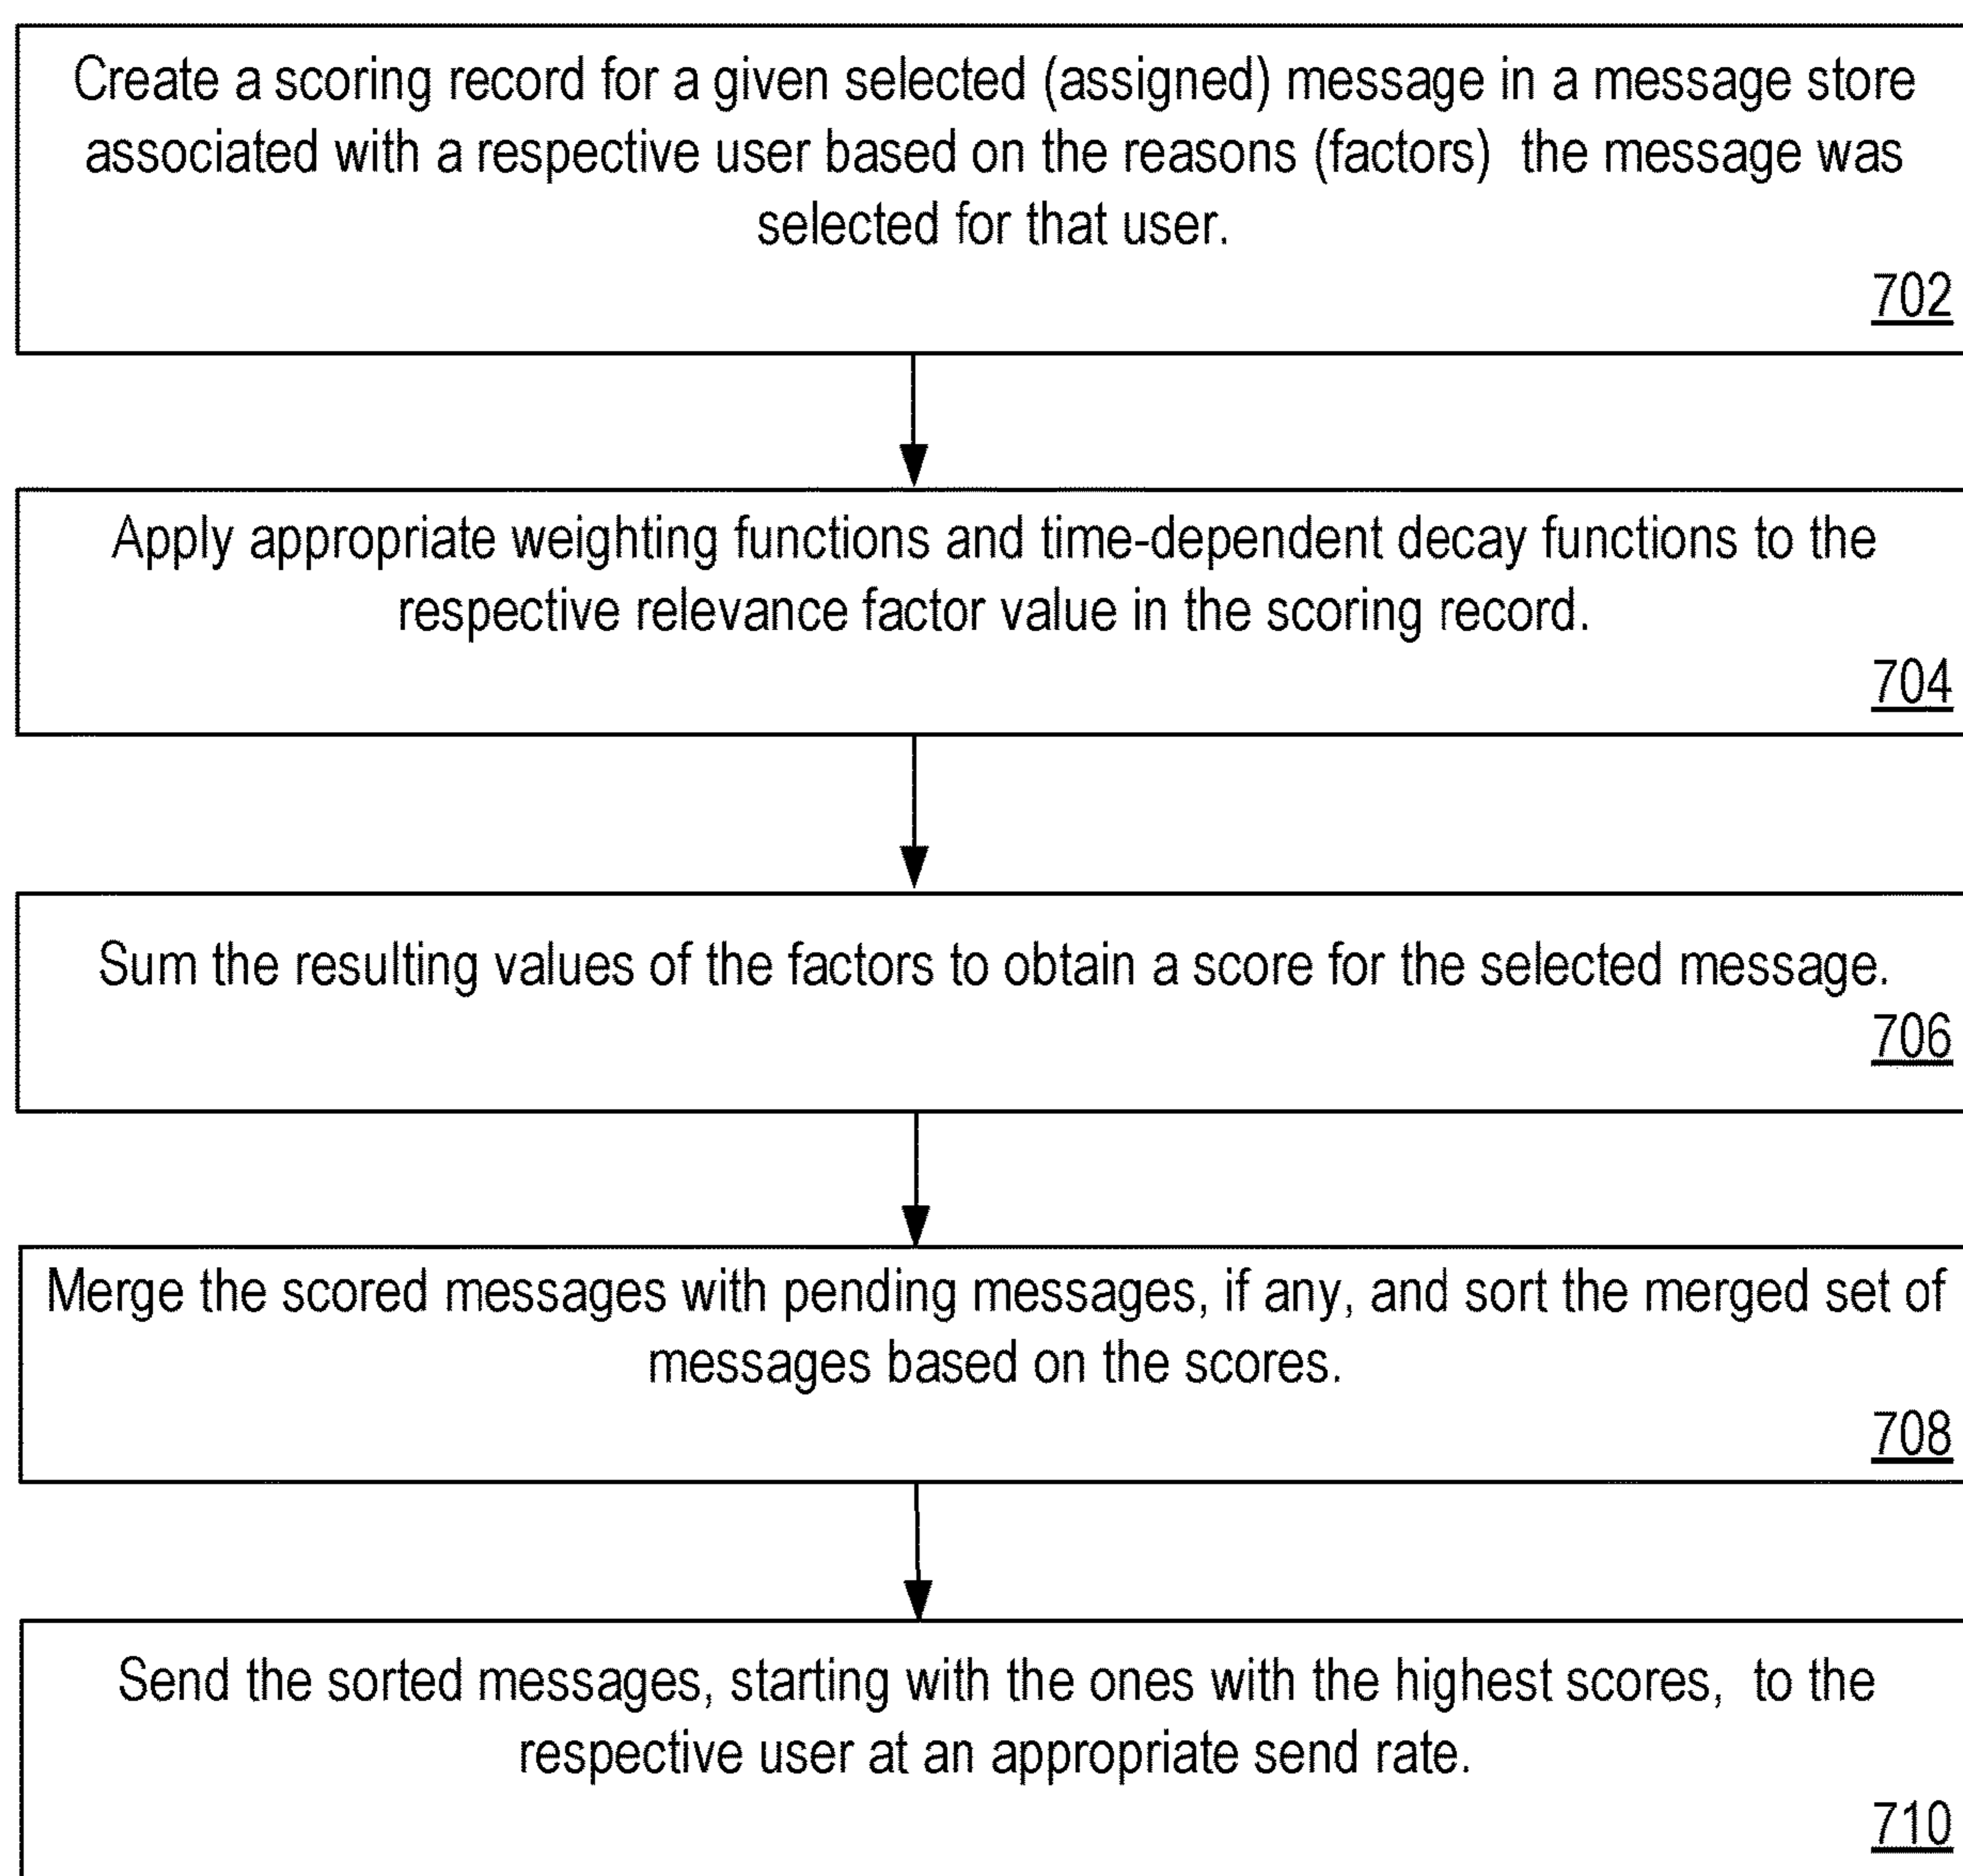 Create a scoring record for a given selected (assigned) message in a message store
associated with a respective user based on the reasons (factors)  the message was
selected for that user.
702
Apply appropriate weighting functions and time-dependent decay functions to the
respective relevance factor value in the scoring record.
704
Sum the resulting values of the factors to obtain a score for the selected message.
706
Merge the scored messages with pending messages, if any, and sort the merged set of
messages based on the scores.
708
Send the sorted messages, starting with the ones with the highest scores,  to the
respective user at an appropriate send rate.
710